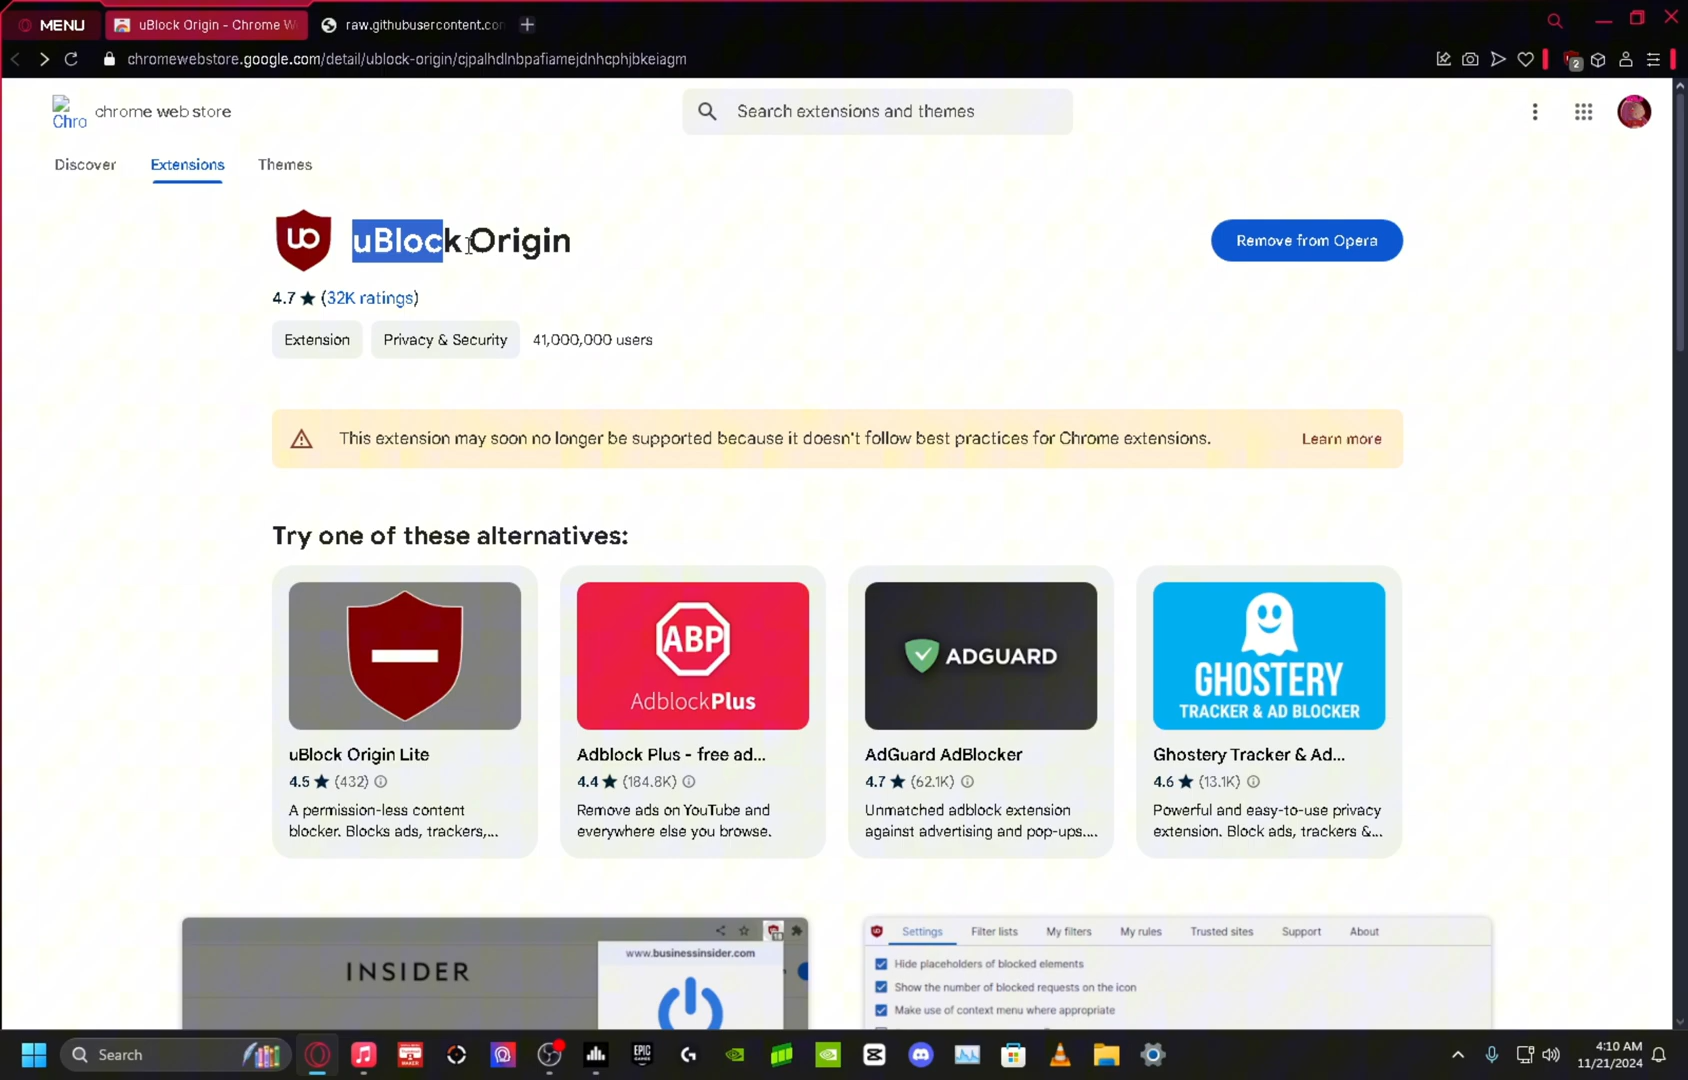 MENU
uBlock Origin - Chrome W
raw.githubusercontent.con
chromewebstore.google.com/detail/ublock-origin/cjpalhdlnbpafiamejdnhcphjbkeiagm
2
Chro
chrome web store
Search extensions and themes
Discover
Extensions
Themes
uBlock Origin
Remove from Opera
4.7 ★ (32K ratings)
Extension
Privacy & Security
41,000,000 users
This extension may soon no longer be supported because it doesn't follow best practices for Chrome extensions.
Learn more
Try one of these alternatives:
ABP
Adblock Plus
ADGUARD
GHOSTERY
TRACKER & AD BLOCKER
uBlock Origin Lite
4.5 ★ (432)
A permission-less content
blocker. Blocks ads, trackers,...
Adblock Plus - free ad...
4.4 ★ (184.8K)
Remove ads on YouTube and
everywhere else you browse.
AdGuard AdBlocker
4.7 ★ (62.1K)
Unmatched adblock extension
against advertising and pop-ups....
Ghostery Tracker & Ad...
4.6 ★ (13.1K)
Powerful and easy-to-use privacy
extension. Block ads, trackers &...
INSIDER
www.businessinsider.com
Settings
Filter lists
My filters
My rules
Trusted sites
Support
About
Hide placeholders of blocked elements
Show the number of blocked requests on the icon
Make use of context menu where appropriate
Search
EPIC
GAMES
4:10 AM
11/21/2024